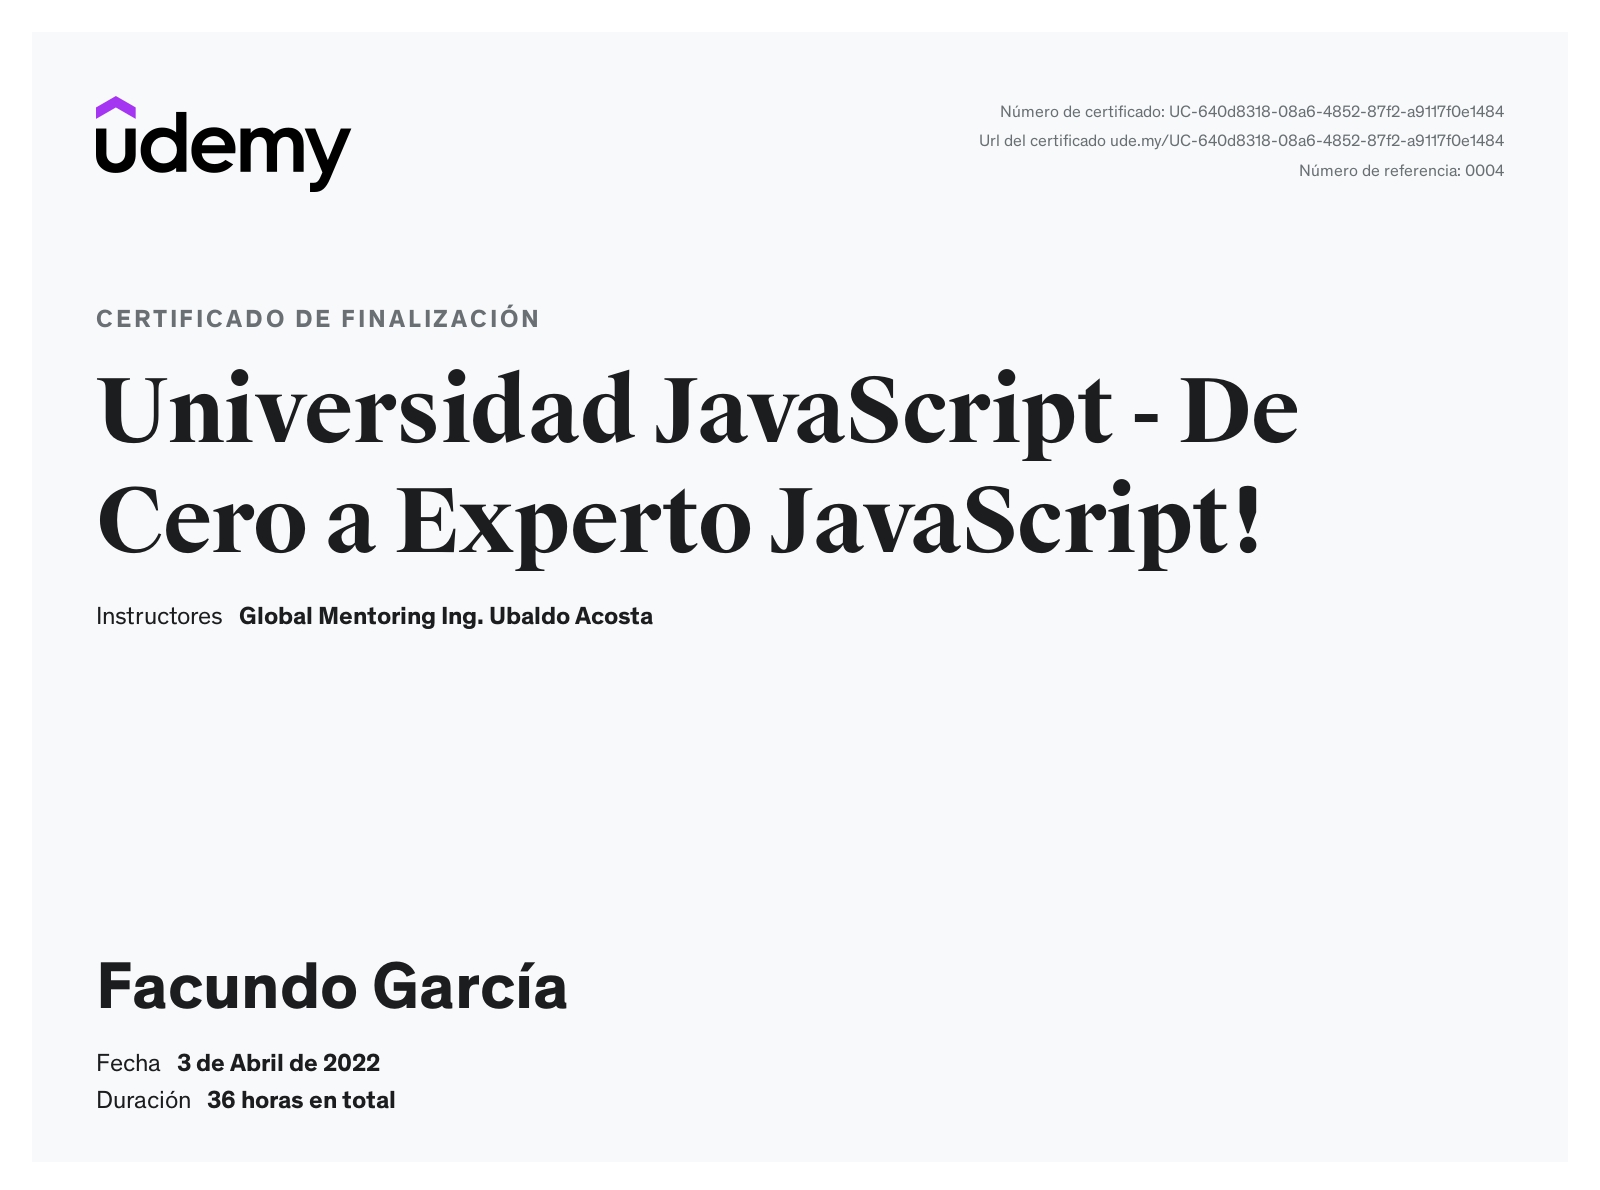 udemy
Número de certificado: UC-640d8318-08a6-4852-87f2-a9117f0e1484
Url del certificado ude.my/UC-640d8318-08a6-4852-87f2-a9117f0e1484
Número de referencia: 0004
CERTIFICADO DE FINALIZACIÓN
Universidad JavaScript - De
Cero a Experto JavaScript!
Instructores Global Mentoring Ing. Ubaldo Acosta
Facundo García
Fecha 3 de Abril de 2022
Duración 36 horas en total